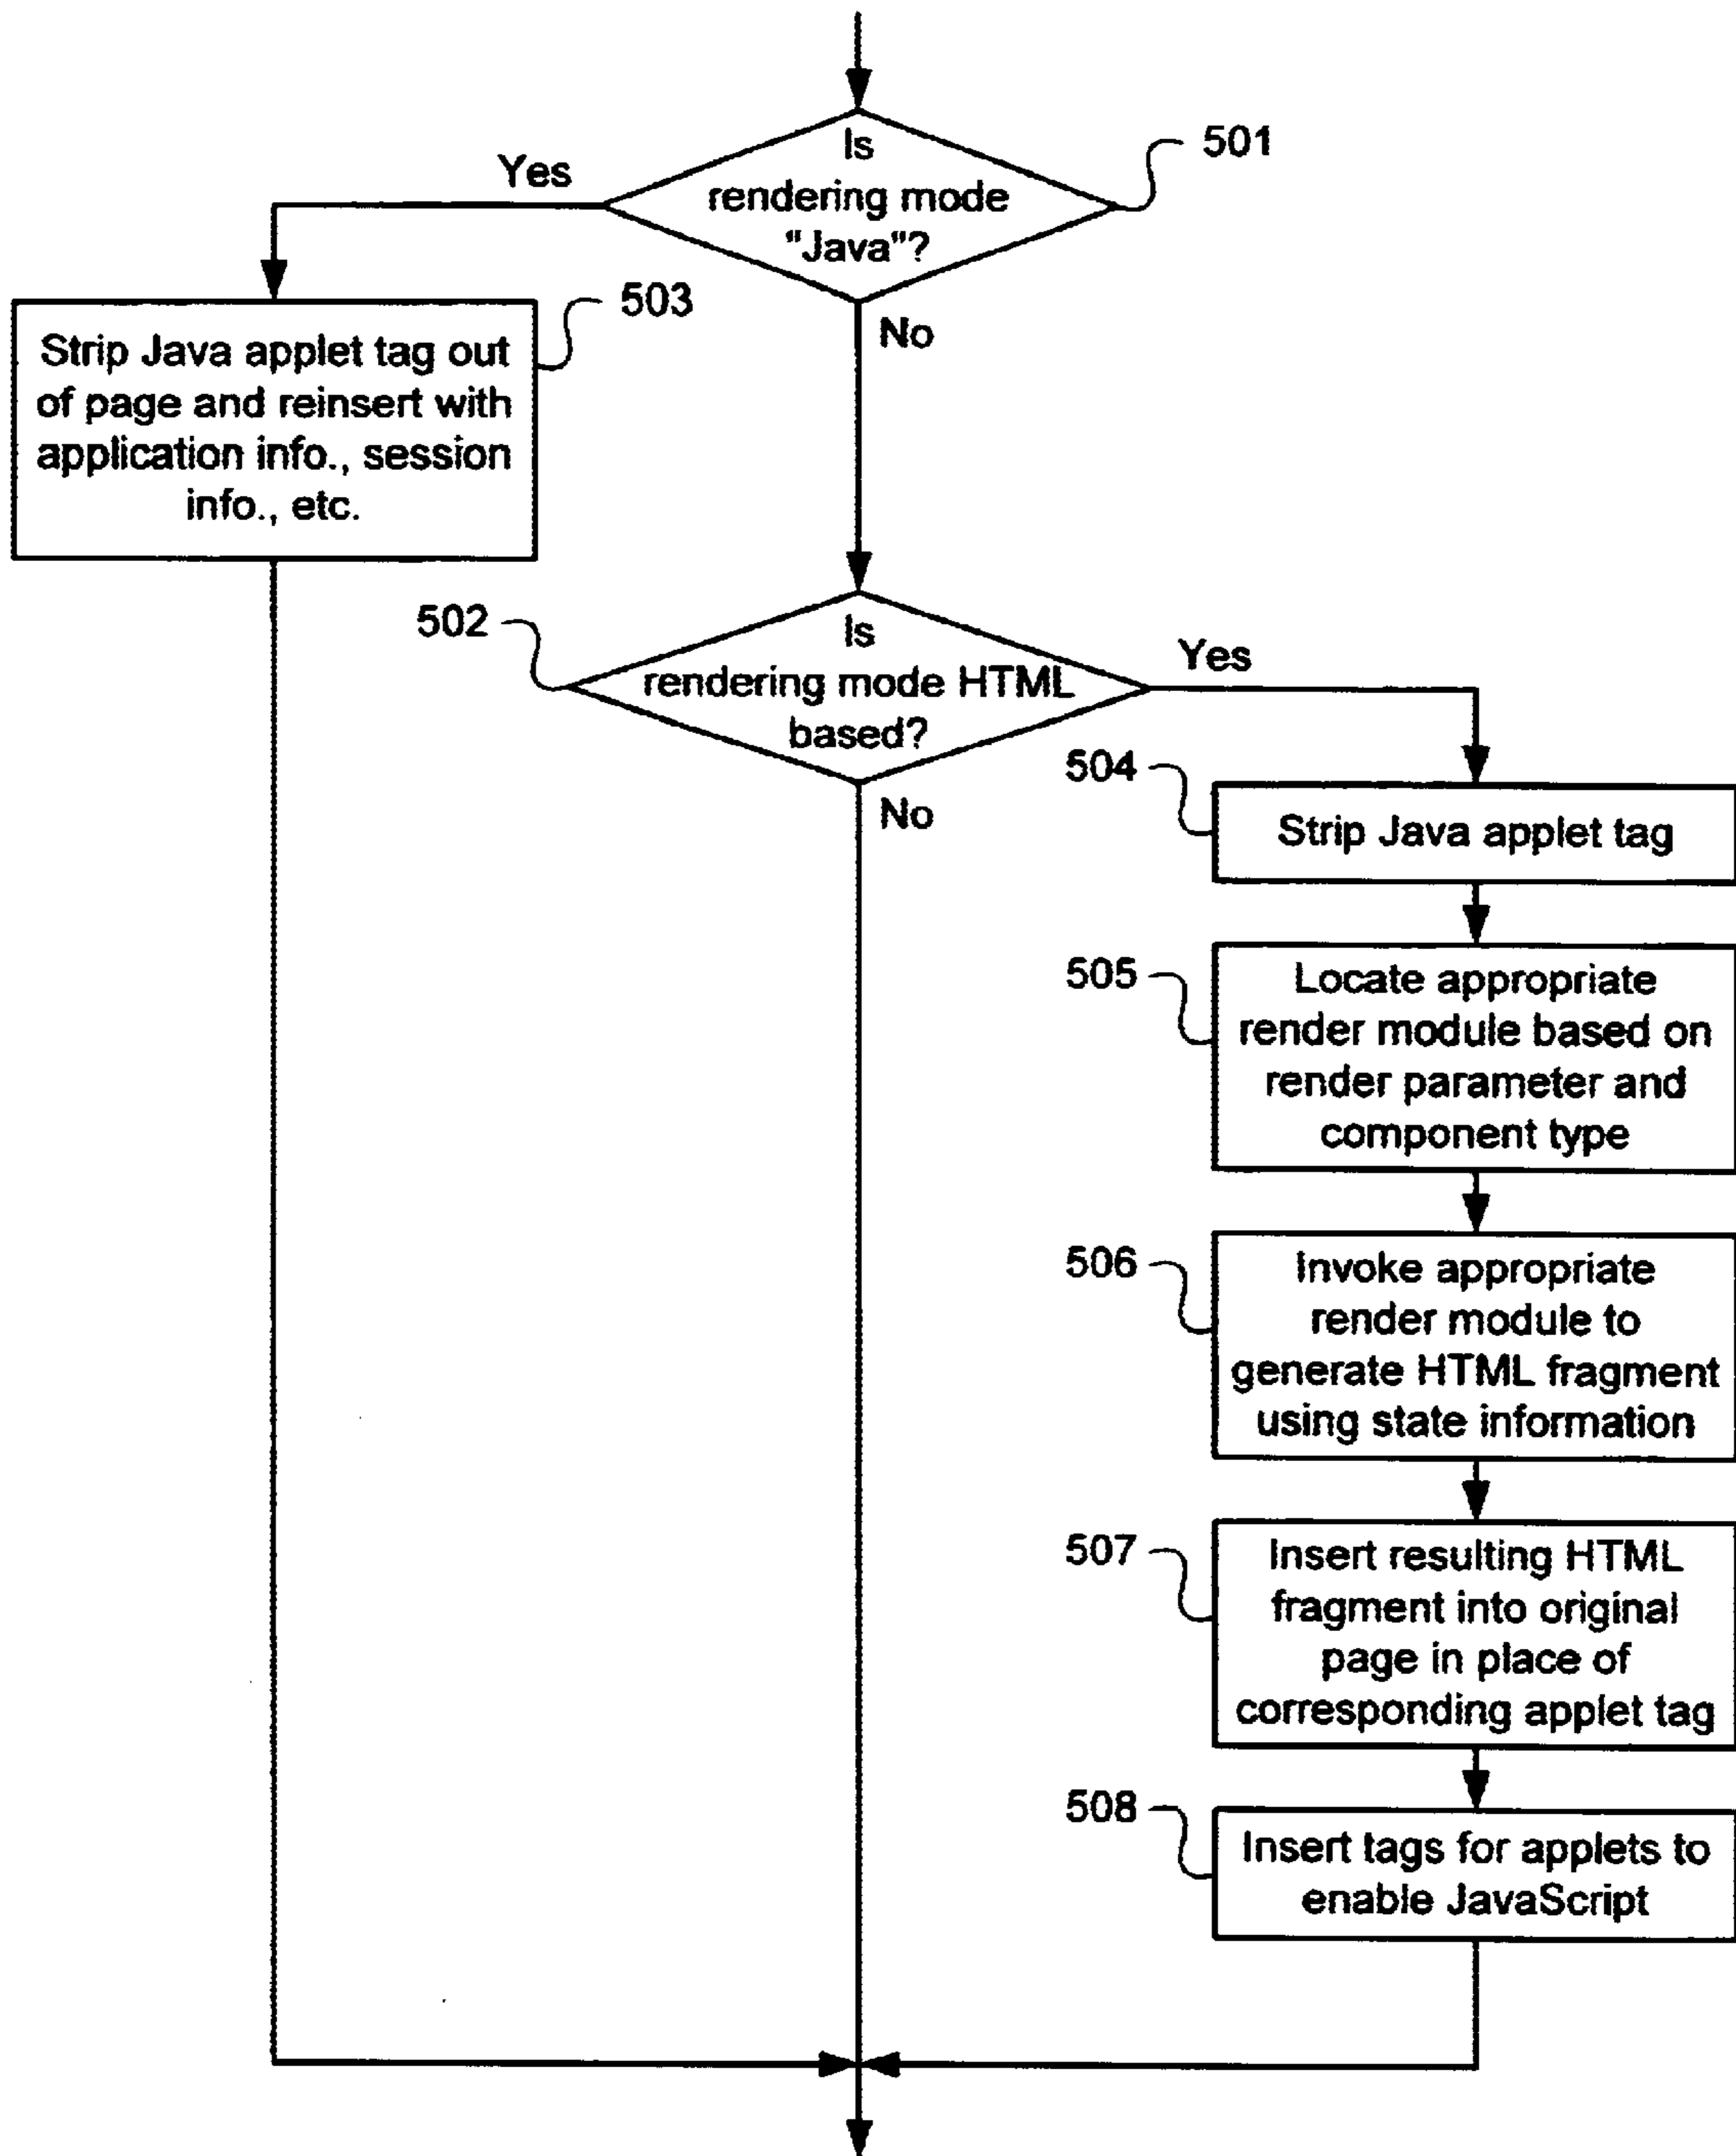 Is
rendering mode
"Java"?
501
Yes
No
503
Strip Java applet tag out
of page and reinsert with
application info., session
info., etc.
502
Is
rendering mode HTML
based?
Yes
No
504
Strip Java applet tag
505
Locate appropriate
render module based on
render parameter and
component type
506
Invoke appropriate
render module to
generate HTML fragment
using state information
507
Insert resulting HTML
fragment into original
page in place of
corresponding applet tag
508
Insert tags for applets to
enable JavaScript